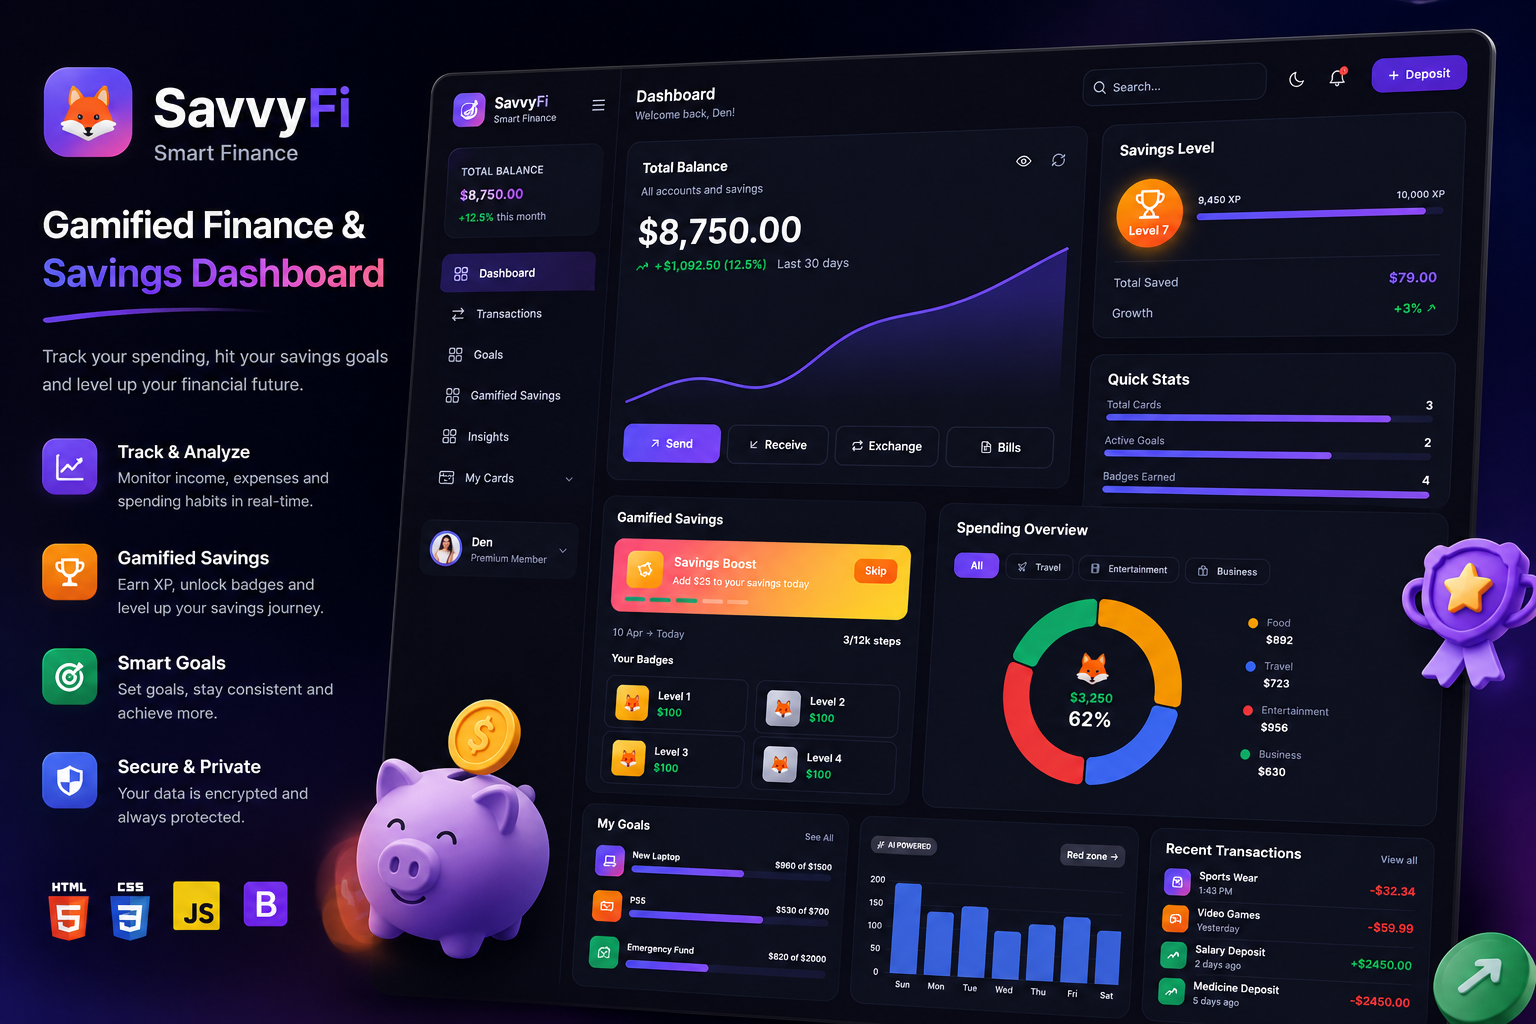 SavvyFi
Smart Finance
Gamified Finance &
Savings Dashboard
Track your spending, hit your savings goals
and level up your financial future.
Track & Analyze
Monitor income, expenses and
spending habits in real-time.
Gamified Savings
Earn XP, unlock badges and
level up your savings journey.
Smart Goals
Set goals, stay consistent and
achieve more.
Secure & Private
Your data is encrypted and
always protected.
HTML
5
CSS
3
JS
B
SavvyFi
Smart Finance
TOTAL BALANCE
$8,750.00
+12.5% this month
Dashboard
Transactions
Goals
Gamified Savings
Insights
My Cards
Den
Premium Member
Dashboard
Welcome back, Den!
Search...
+ Deposit
Total Balance
All accounts and savings
$8,750.00
+$1,092.50 (12.5%) Last 30 days
Send
Receive
Exchange
Bills
Savings Level
Level 7
9,450 XP
10,000 XP
Total Saved
$79.00
Growth
+3% ↗
Quick Stats
Total Cards
3
Active Goals
2
Badges Earned
4
Gamified Savings
Savings Boost
Add $25 to your savings today
Skip
10 Apr → Today
3/12k steps
Your Badges
Level 1
$100
Level 2
$100
Level 3
$100
Level 4
$100
Spending Overview
All
Travel
Entertainment
Business
$3,250
62%
Food
$892
Travel
$723
Entertainment
$956
Business
$630
My Goals
See All
New Laptop
$960 of $1500
PS5
$530 of $700
Emergency Fund
$820 of $2000
AI POWERED
Red zone →
200
150
100
50
0
Sun Mon Tue Wed Thu Fri Sat
Recent Transactions
View all
Sports Wear
1:43 PM
-$32.34
Video Games
Yesterday
-$59.99
Salary Deposit
2 days ago
+$2450.00
Medicine Deposit
5 days ago
-$2450.00
$